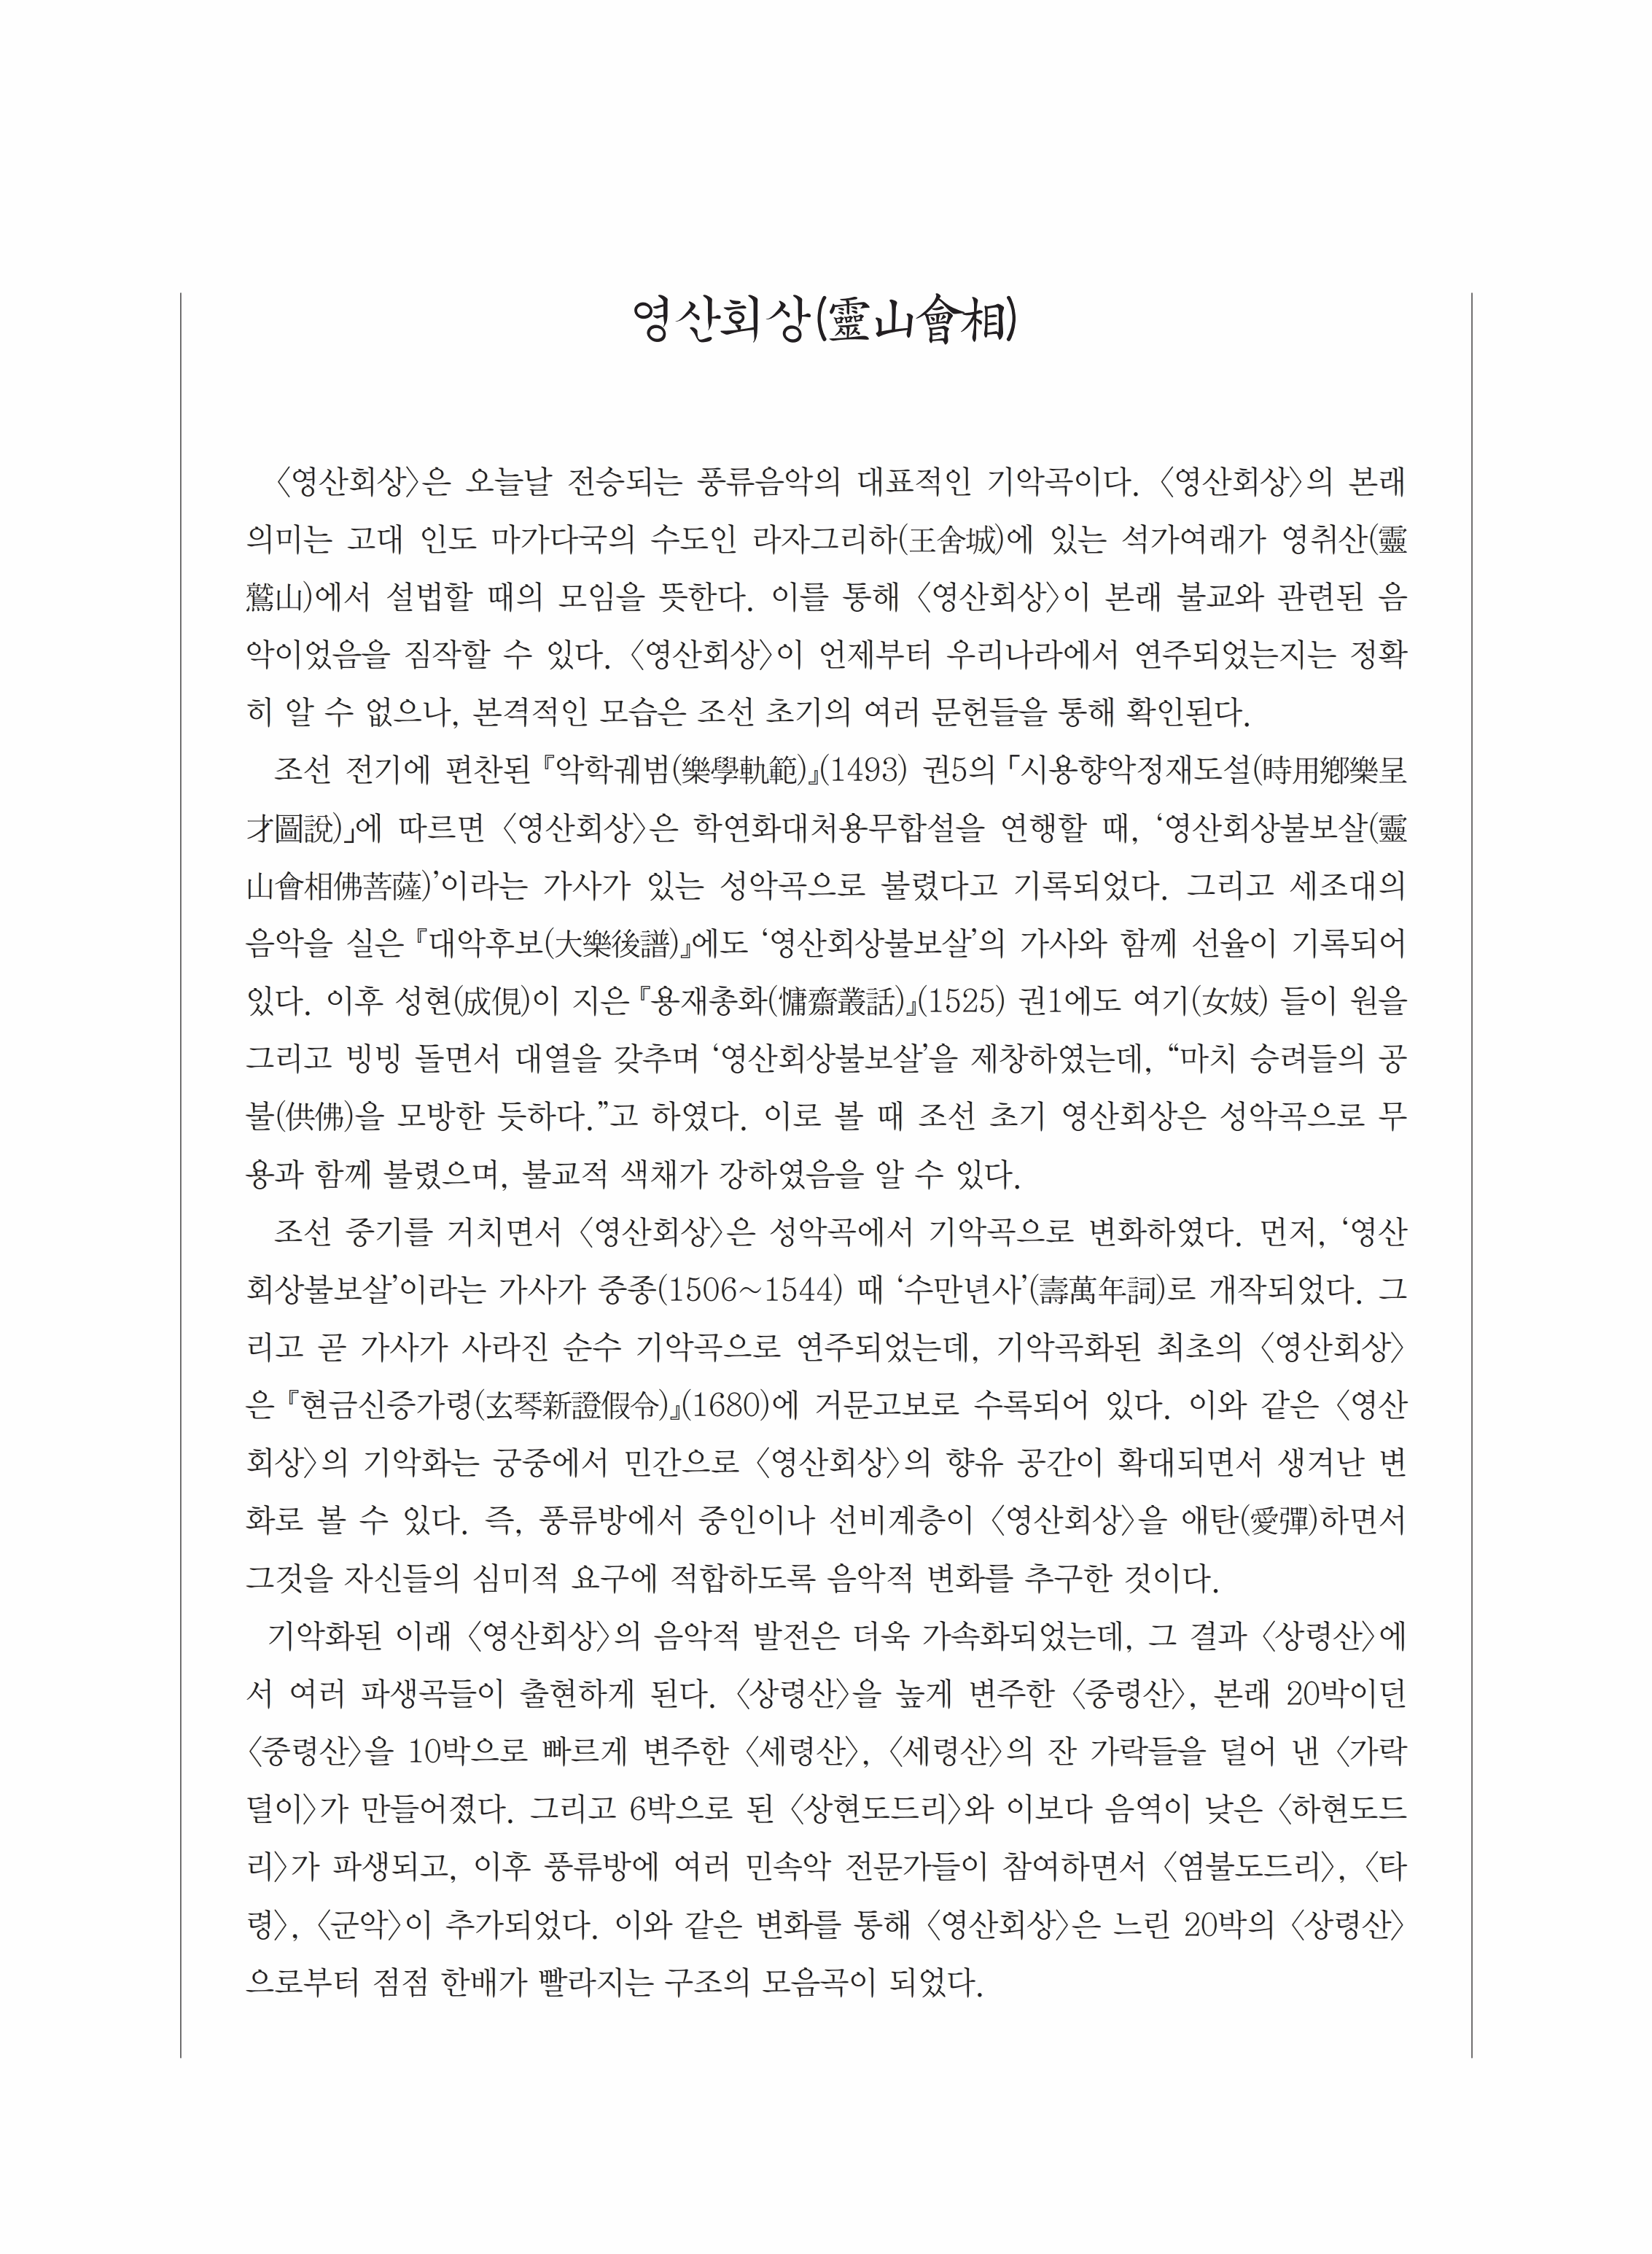 영산회상(靈山會相)
〈영산회상〉은 오늘날 전승되는 풍류음악의 대표적인 기악곡이다. 〈영산회상〉의 본래
의미는 고대 인도 마가다국의 수도인 라자그리하(王舍城)에 있는 석가여래가 영취산(靈
鷲山)에서 설법할 때의 모임을 뜻한다. 이를 통해 〈영산회상〉이 본래 불교와 관련된 음
악이었음을 짐작할 수 있다. 〈영산회상〉이 언제부터 우리나라에서 연주되었는지는 정확
히 알 수 없으나, 본격적인 모습은 조선 초기의 여러 문헌들을 통해 확인된다.
조선 전기에 편찬된 『악학궤범(樂學軌範)』(1493) 권5의 「시용향악정재도설(時用鄕樂呈
才圖說)」에 따르면 〈영산회상〉은 학연화대처용무합설을 연행할 때, ‘영산회상불보살(靈
山會相佛菩薩)’이라는 가사가 있는 성악곡으로 불렸다고 기록되었다. 그리고 세조대의
음악을 실은 『대악후보(大樂後譜)』에도 ‘영산회상불보살’의 가사와 함께 선율이 기록되어
있다. 이후 성현(成俔)이 지은 『용재총화(慵齋叢話)』(1525) 권1에도 여기(女妓) 들이 원을
그리고 빙빙 돌면서 대열을 갖추며 ‘영산회상불보살’을 제창하였는데, “마치 승려들의 공
불(供佛)을 모방한 듯하다.”고 하였다. 이로 볼 때 조선 초기 영산회상은 성악곡으로 무
용과 함께 불렸으며, 불교적 색채가 강하였음을 알 수 있다.
조선 중기를 거치면서 〈영산회상〉은 성악곡에서 기악곡으로 변화하였다. 먼저, ‘영산
회상불보살’이라는 가사가 중종(1506~1544) 때 ‘수만년사’(壽萬年詞)로 개작되었다. 그
리고 곧 가사가 사라진 순수 기악곡으로 연주되었는데, 기악곡화된 최초의 〈영산회상〉
은 『현금신증가령(玄琴新證假令)』(1680)에 거문고보로 수록되어 있다. 이와 같은 〈영산
회상〉의 기악화는 궁중에서 민간으로 〈영산회상〉의 향유 공간이 확대되면서 생겨난 변
화로 볼 수 있다. 즉, 풍류방에서 중인이나 선비계층이 〈영산회상〉을 애탄(愛彈)하면서
그것을 자신들의 심미적 요구에 적합하도록 음악적 변화를 추구한 것이다.
기악화된 이래 〈영산회상〉의 음악적 발전은 더욱 가속화되었는데, 그 결과 〈상령산〉에
서 여러 파생곡들이 출현하게 된다. 〈상령산〉을 높게 변주한 〈중령산〉, 본래 20박이던
〈중령산〉을 10박으로 빠르게 변주한 〈세령산〉, 〈세령산〉의 잔 가락들을 덜어 낸 〈가락
덜이〉가 만들어졌다. 그리고 6박으로 된 〈상현도드리〉와 이보다 음역이 낮은 〈하현도드
리〉가 파생되고, 이후 풍류방에 여러 민속악 전문가들이 참여하면서 〈염불도드리〉, 〈타
령〉, 〈군악〉이 추가되었다. 이와 같은 변화를 통해 〈영산회상〉은 느린 20박의 〈상령산〉
으로부터 점점 한배가 빨라지는 구조의 모음곡이 되었다.